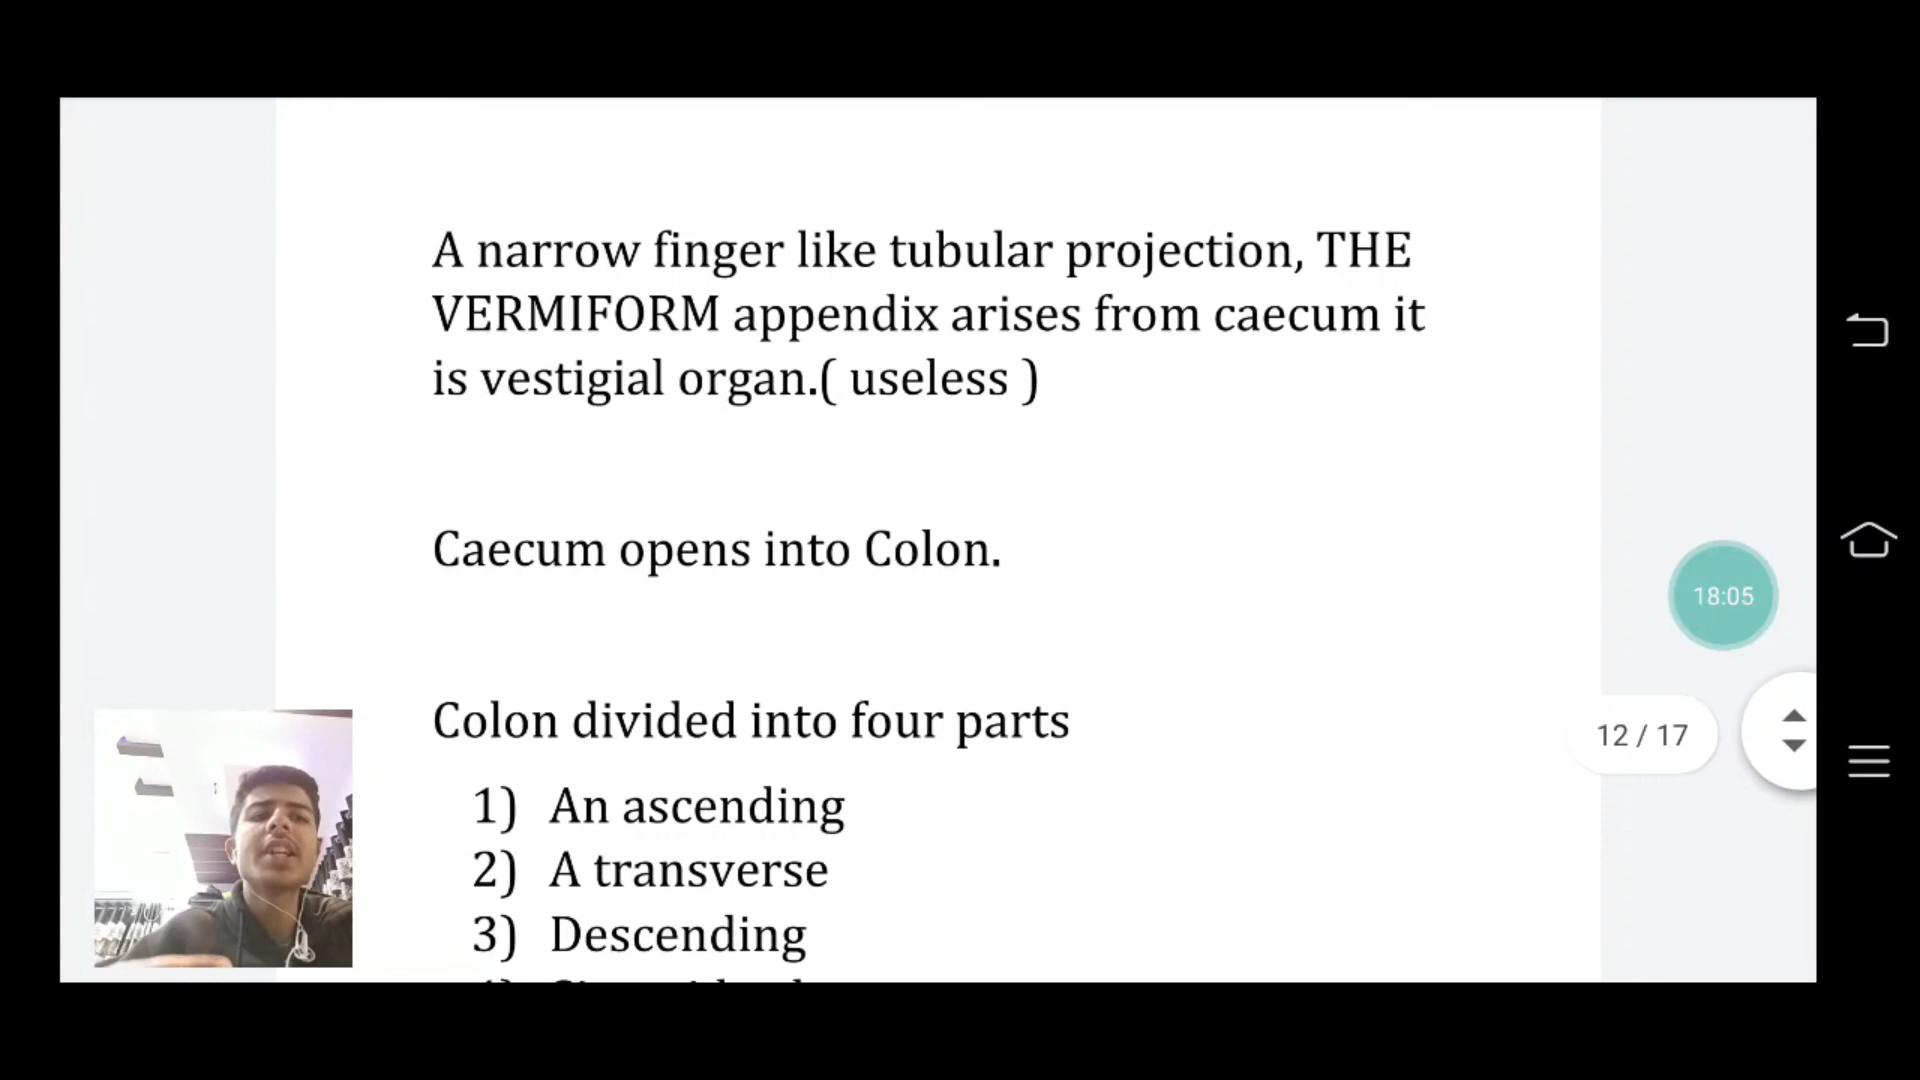 A narrow finger like tubular projection, THE
VERMIFORM appendix arises from caecum it
is vestigial organ.( useless )
Caecum opens into Colon.
18:05
Colon divided into four parts
12 / 17
1) An ascending
2) A transverse
3) Descending